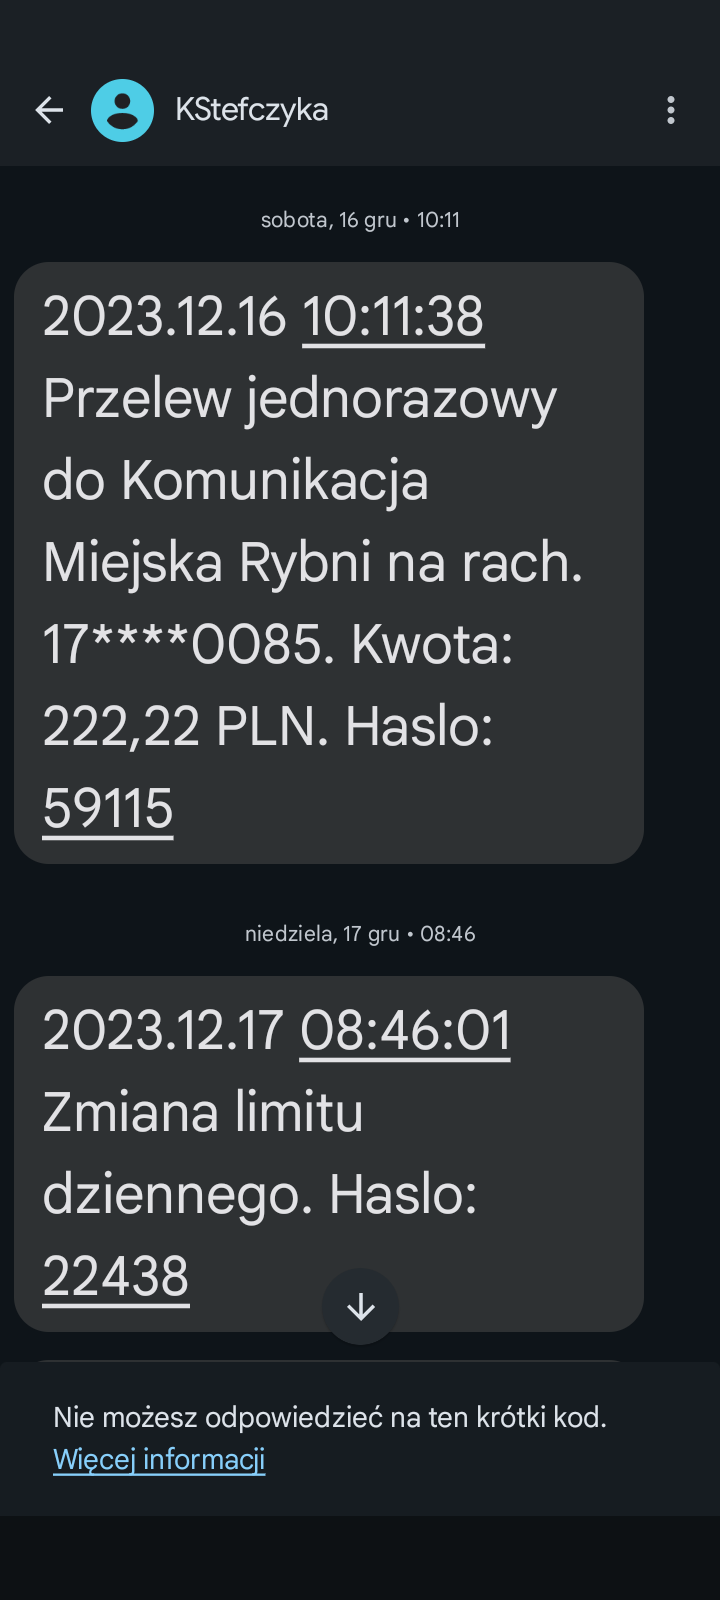 KStefczyka
sobota, 16 gru • 10:11
2023.12.16 10:11:38
Przelew jednorazowy
do Komunikacja
Miejska Rybni na rach.
17****0085. Kwota:
222,22 PLN. Haslo:
59115
niedziela, 17 gru • 08:46
2023.12.17 08:46:01
Zmiana limitu
dziennego. Haslo:
22438
Nie możesz odpowiedzieć na ten krótki kod.
Więcej informacji